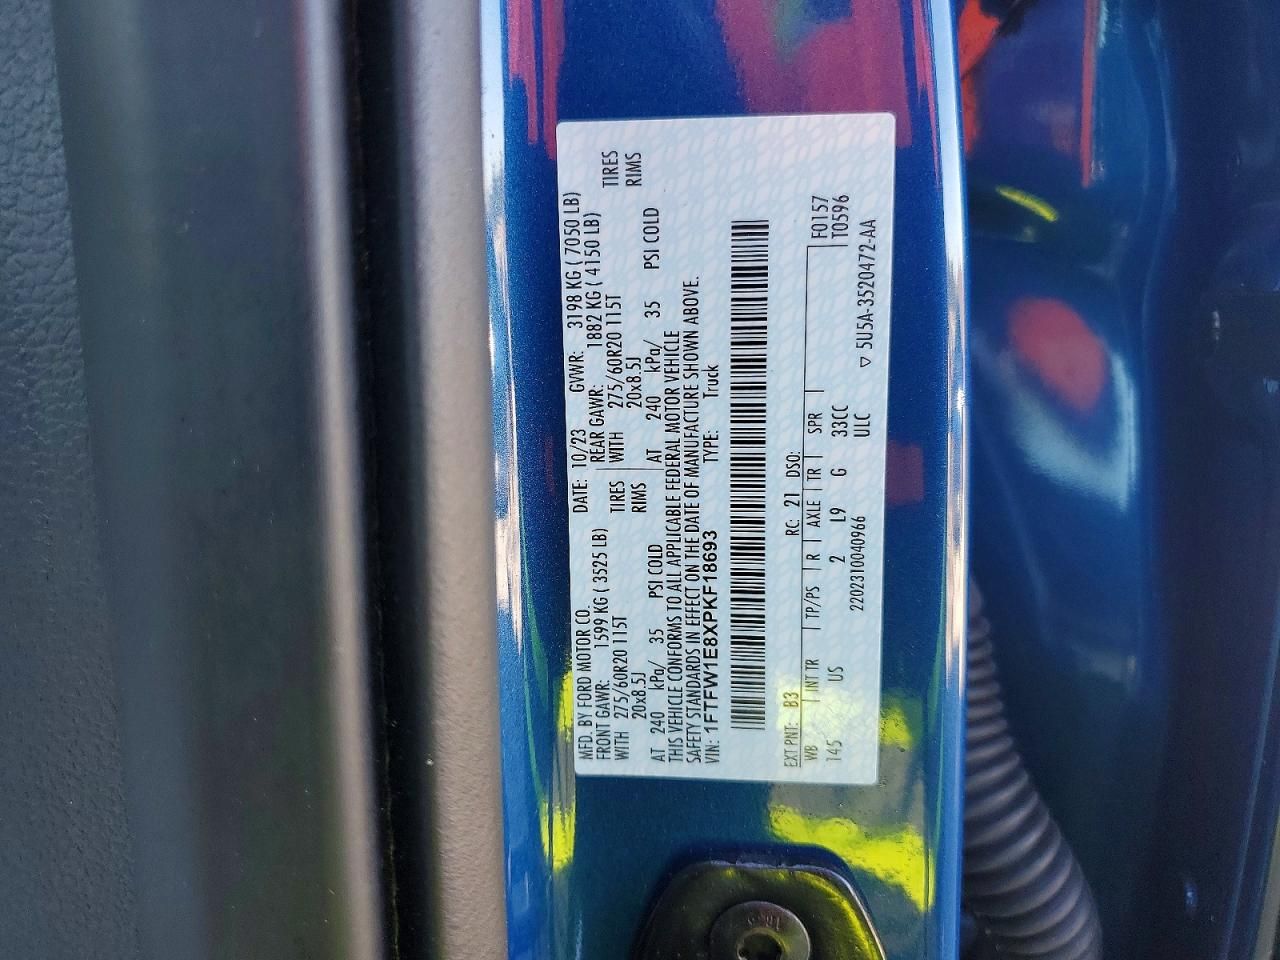 MFD. BY FORD MOTOR CO.
DATE: 10/23 GVWR: 3198 KG ( 7050 LB)
FRONT GAWR: 1599 KG ( 3525 LB)
REAR GAWR: 1882 KG ( 4150 LB)
WITH 275/60R20 115T TIRES
WITH 275/60R20 115T TIRES
20x8.5J RIMS
20x8.5J RIMS
AT 240 kPa/ 35 PSI COLD
AT 240 kPa/ 35 PSI COLD
THIS VEHICLE CONFORMS TO ALL APPLICABLE FEDERAL MOTOR VEHICLE
SAFETY STANDARDS IN EFFECT ON THE DATE OF MANUFACTURE SHOWN ABOVE.
VIN: 1FTFW1E8XPKF18693 TYPE: Truck
EXT PNT: B3 RC: 21 DSO:
WB INT TR TP/PS R AXLE TR SPR F0157
145 US 2 L9 G 33CC T0596
2202310040966 ULC ▽ 5U5A-3520472-AA